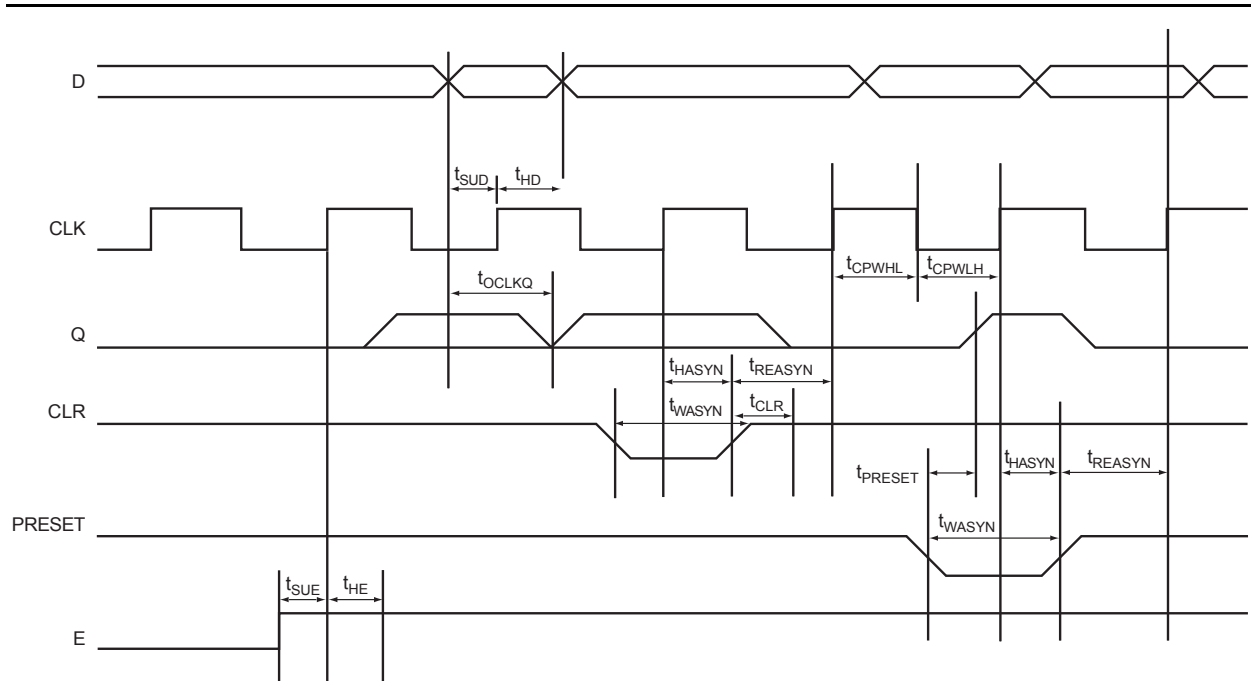 D
tSUD
tHD
CLK
tCPWHL
tCPWLH
tOCLKQ
Q
tHASYN
tREASYN
CLR
tWASYN
tCLR
tPRESET
tHASYN
tREASYN
PRESET
tWASYN
tSUE
tHE
E